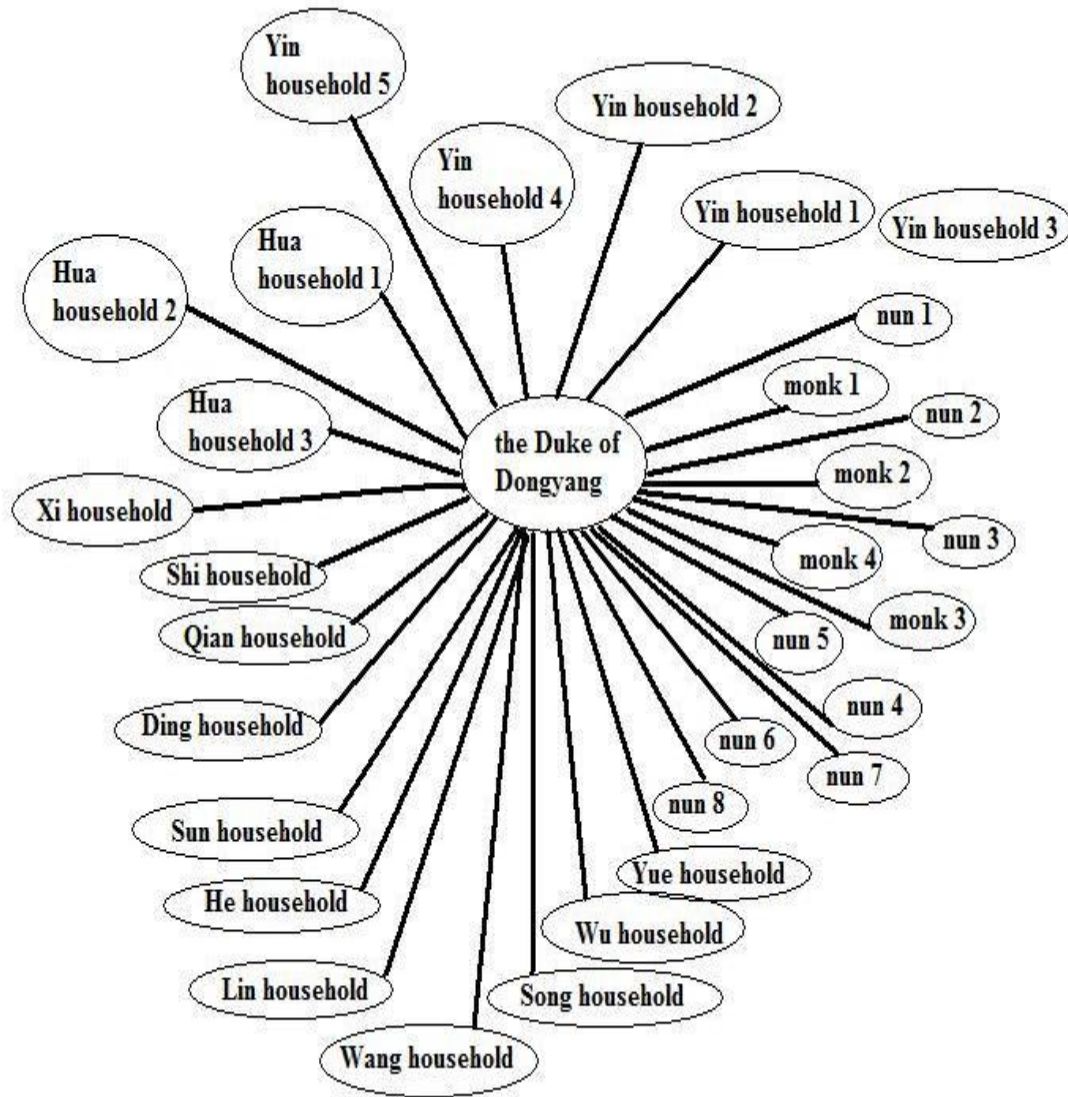 Yin
household 5
Yin household 2
Yin
household 4
Yin household 1
Yin household 3
Hua
household 1
Hua
household 2
nun 1
monk 1
nun 2
Hua
household 3
the Duke of
Dongyang
monk 2
Xi household
nun 3
monk 4
Shi household
monk 3
Qian household
nun 5
nun 4
Ding household
nun 6
nun 7
nun 8
Sun household
Yue household
He household
Wu household
Lin household
Song household
Wang household